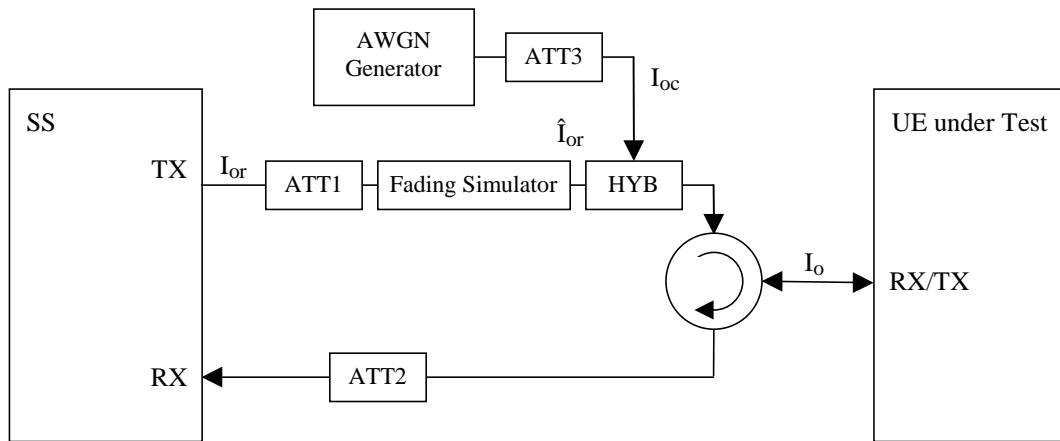 AWGN
Generator
ATT3
I_oc
SS
UE under Test
Î_or
TX
I_or
ATT1
Fading Simulator
HYB
I_o
RX/TX
RX
ATT2